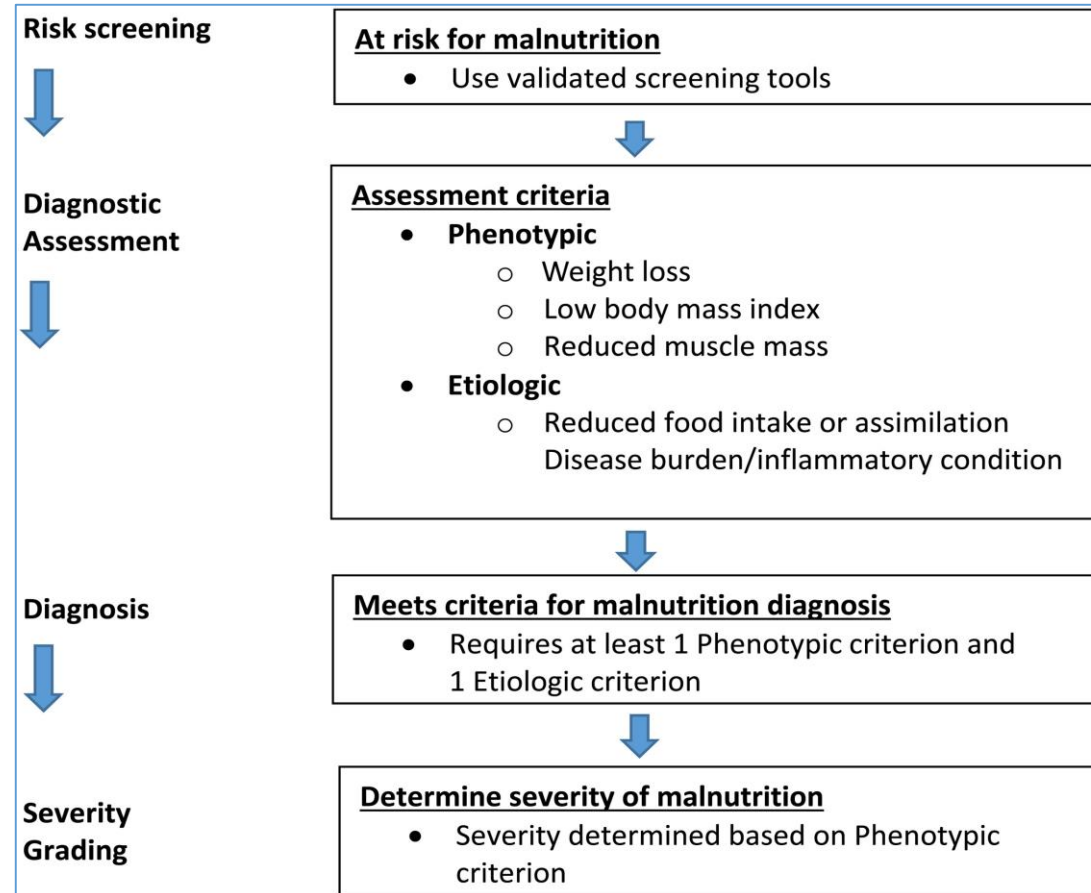 Risk screening
At risk for malnutrition
• Use validated screening tools
Diagnostic
Assessment
Assessment criteria
• Phenotypic
o Weight loss
o Low body mass index
o Reduced muscle mass
• Etiologic
o Reduced food intake or assimilation
Disease burden/inflammatory condition
Diagnosis
Meets criteria for malnutrition diagnosis
• Requires at least 1 Phenotypic criterion and
1 Etiologic criterion
Severity
Grading
Determine severity of malnutrition
• Severity determined based on Phenotypic
criterion